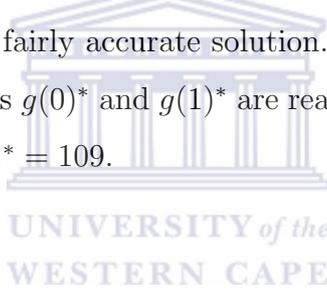 fairly accurate solution.
s g(0)* and g(1)* are rea
* = 109.
UNIVERSITY of the
WESTERN CAPE